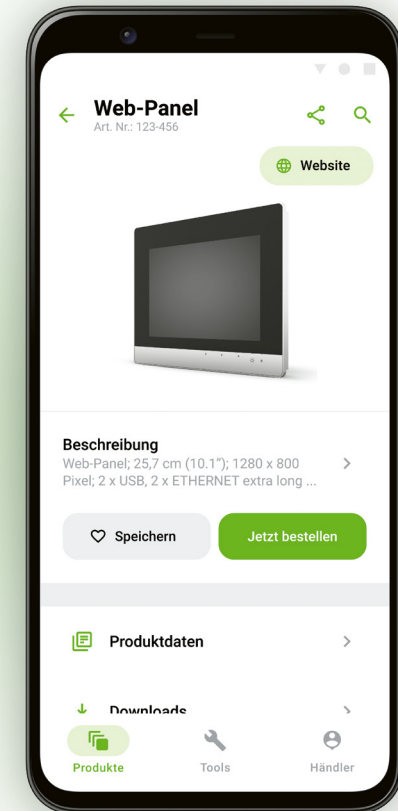 Web-Panel
Art. Nr.: 123-456
Website
Beschreibung
Web-Panel; 25,7 cm (10.1"); 1280 x 800
Pixel; 2 x USB, 2 x ETHERNET extra long ...
Speichern
Jetzt bestellen
Produktdaten
Downloads
Produkte
Tools
Händler